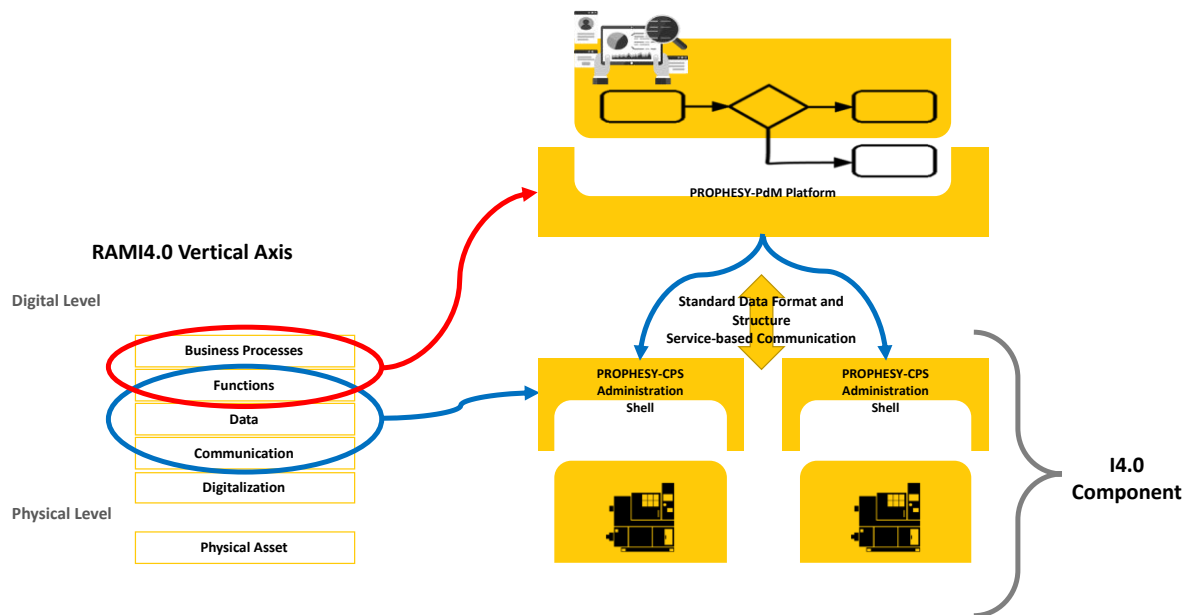 PROPHESY-PdM Platform
RAMI4.0 Vertical Axis
Digital Level
Business Processes
Functions
Data
Communication
Digitalization
Physical Level
Physical Asset
Standard Data Format and
Structure
Service-based Communication
PROPHESY-CPS
Administration
Shell
PROPHESY-CPS
Administration
Shell
I4.0
Component